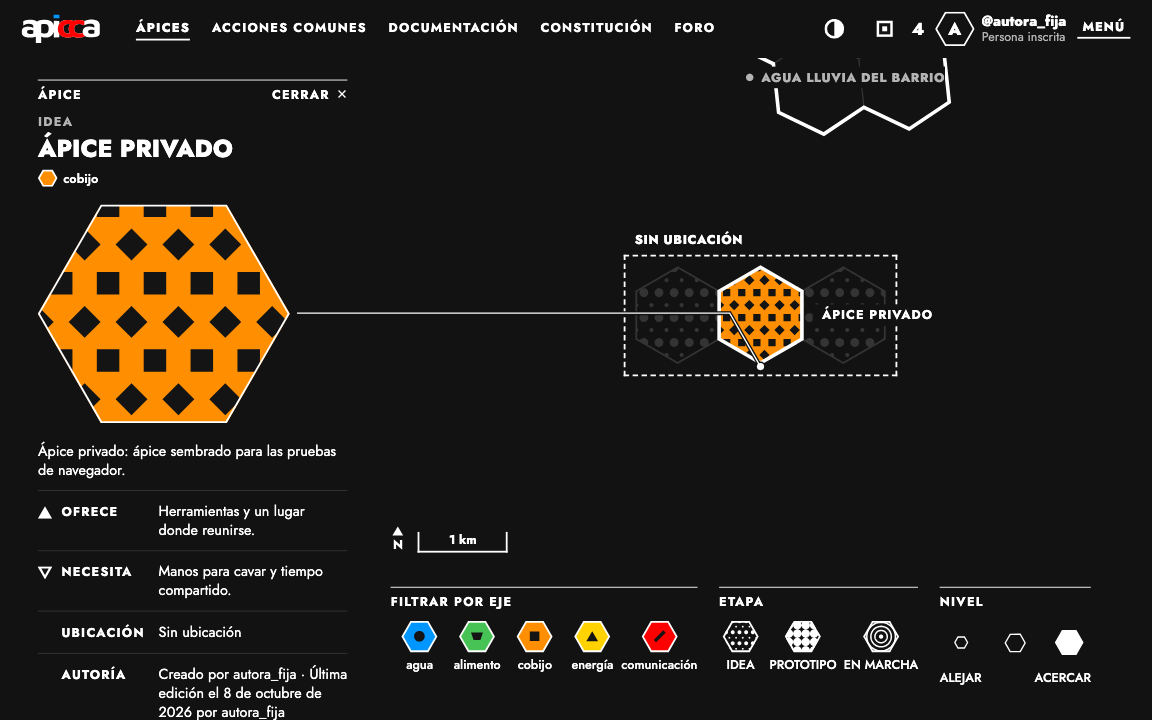 apicca
ÁPICES
ACCIONES COMUNES
DOCUMENTACIÓN
CONSTITUCIÓN
FORO
4
A
@autora_fija
Persona inscrita
MENÚ
ÁPICE
CERRAR ×
IDEA
ÁPICE PRIVADO
cobijo
Ápice privado: ápice sembrado para las pruebas
de navegador.
OFRECE
Herramientas y un lugar
donde reunirse.
NECESITA
Manos para cavar y tiempo
compartido.
UBICACIÓN
Sin ubicación
AUTORÍA
Creado por autora_fija · Última
edición el 8 de octubre de
2026 por autora_fija
AGUA LLUVIA DEL BARRIO
SIN UBICACIÓN
ÁPICE PRIVADO
N
1 km
FILTRAR POR EJE
agua
alimento
cobijo
energía
comunicación
ETAPA
IDEA
PROTOTIPO
EN MARCHA
NIVEL
ALEJAR
ACERCAR